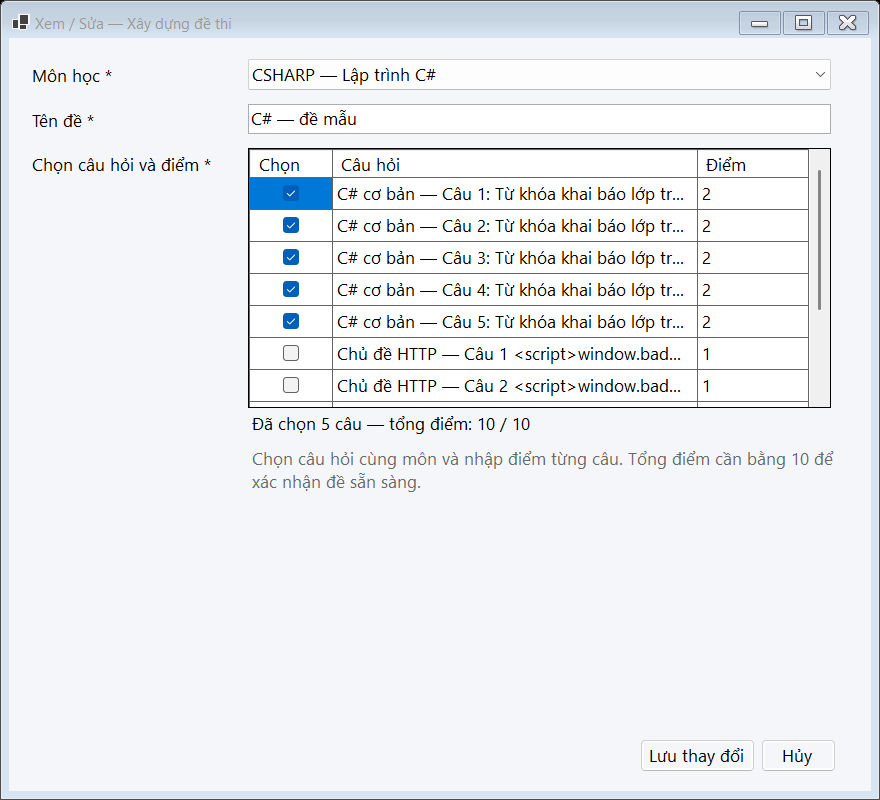 Xem / Sửa — Xây dựng đề thi
Môn học *
CSHARP — Lập trình C#
Tên đề *
C# — đề mẫu
Chọn câu hỏi và điểm *
Chọn Câu hỏi Điểm
C# cơ bản — Câu 1: Từ khóa khai báo lớp tr... 2
C# cơ bản — Câu 2: Từ khóa khai báo lớp tr... 2
C# cơ bản — Câu 3: Từ khóa khai báo lớp tr... 2
C# cơ bản — Câu 4: Từ khóa khai báo lớp tr... 2
C# cơ bản — Câu 5: Từ khóa khai báo lớp tr... 2
Chủ đề HTTP — Câu 1 <script>window.bad... 1
Chủ đề HTTP — Câu 2 <script>window.bad... 1
Đã chọn 5 câu — tổng điểm: 10 / 10
Chọn câu hỏi cùng môn và nhập điểm từng câu. Tổng điểm cần bằng 10 để
xác nhận đề sẵn sàng.
Lưu thay đổi
Hủy